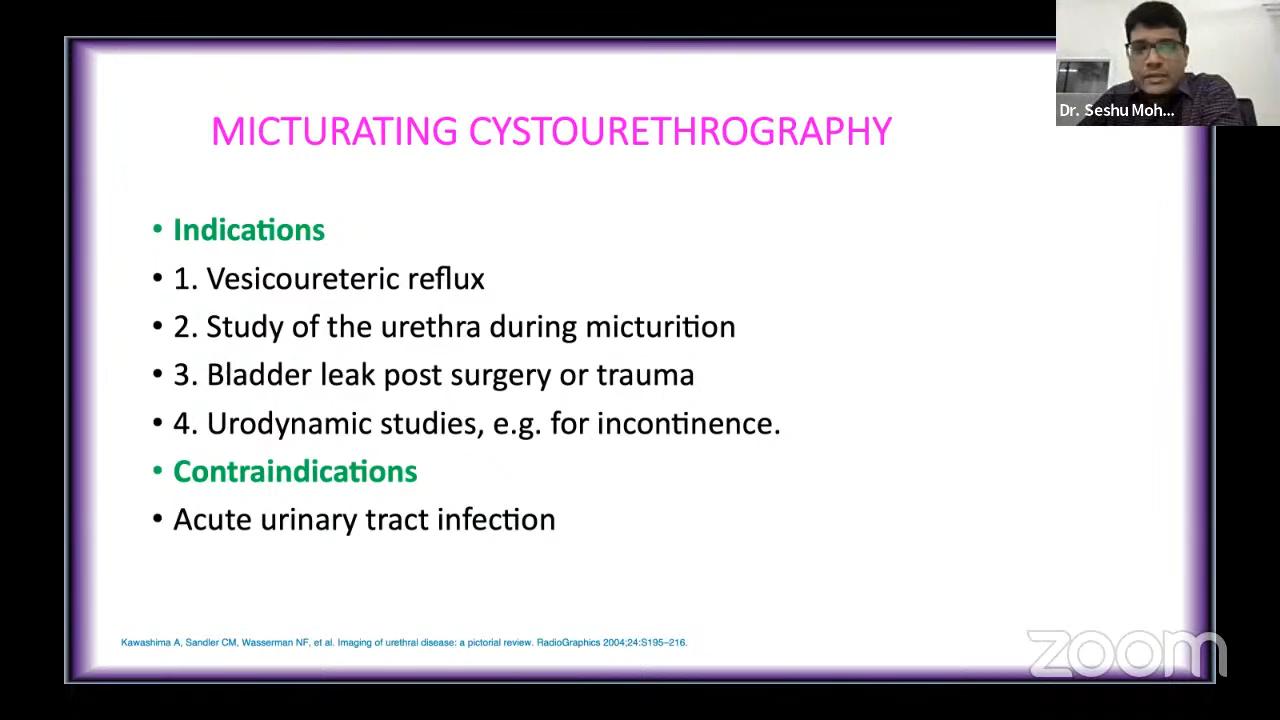 Dr. Seshu Moh...
MICTURATING CYSTOURETHROGRAPHY
• Indications
• 1. Vesicoureteric reflux
• 2. Study of the urethra during micturition
• 3. Bladder leak post surgery or trauma
• 4. Urodynamic studies, e.g. for incontinence.
• Contraindications
• Acute urinary tract infection
Kawashima A, Sandler CM, Wasserman NF, et al. Imaging of urethral disease: a pictorial review. RadioGraphics 2004;24:S195–216.
zoom